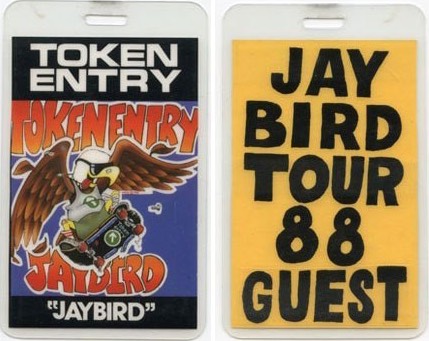 TOKEN
ENTRY
TOKENENTRY
JAYBIRD
"JAYBIRD"
JAY
BIRD
TOUR
88
GUEST